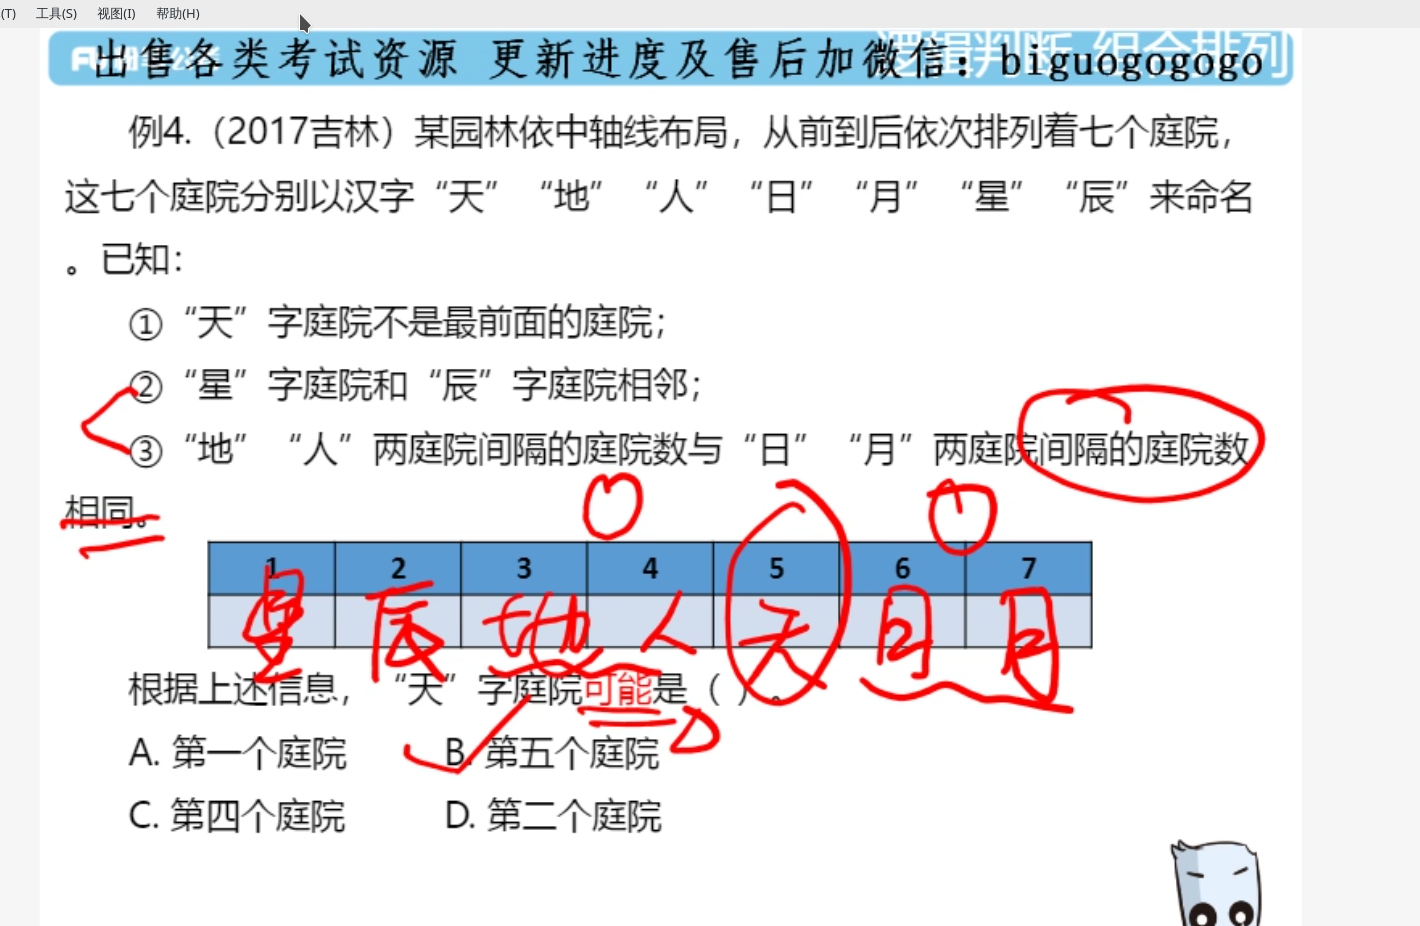 (T) 工具(S) 视图(I) 帮助(H)
逻辑判断-组合排列
出售各类考试资源 更新进度及售后加微信：biguogogogo
例4.（2017吉林）某园林依中轴线布局，从前到后依次排列着七个庭院，
这七个庭院分别以汉字“天” “地” “人” “日” “月” “星” “辰”来命名
。已知：
①“天”字庭院不是最前面的庭院；
②“星”字庭院和“辰”字庭院相邻；
③“地” “人”两庭院间隔的庭院数与“日” “月”两庭院间隔的庭院数
相同。
1 2 3 4 5 6 7
星 辰 地 人 天 日 月
根据上述信息，“天”字庭院可能是（ ）。
A. 第一个庭院 B. 第五个庭院
C. 第四个庭院 D. 第二个庭院